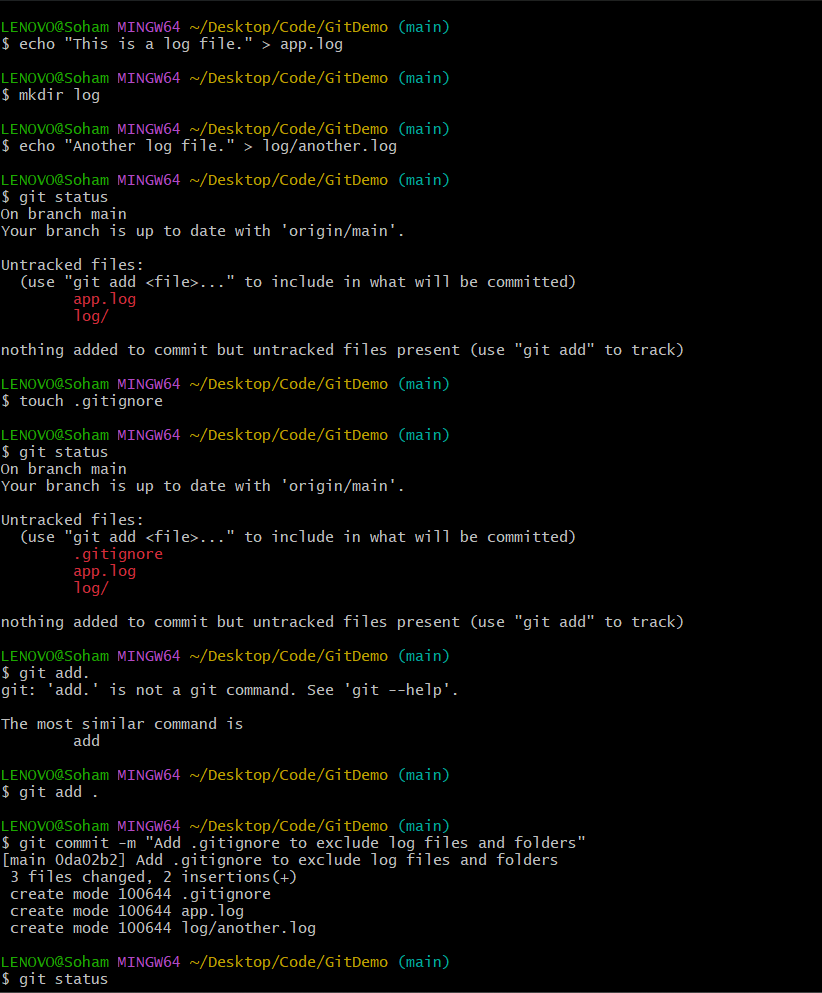 LENOVO@Soham MINGW64 ~/Desktop/Code/GitDemo (main)
$ echo "This is a log file." > app.log

LENOVO@Soham MINGW64 ~/Desktop/Code/GitDemo (main)
$ mkdir log

LENOVO@Soham MINGW64 ~/Desktop/Code/GitDemo (main)
$ echo "Another log file." > log/another.log

LENOVO@Soham MINGW64 ~/Desktop/Code/GitDemo (main)
$ git status
On branch main
Your branch is up to date with 'origin/main'.

Untracked files:
  (use "git add <file>..." to include in what will be committed)
        app.log
        log/

nothing added to commit but untracked files present (use "git add" to track)

LENOVO@Soham MINGW64 ~/Desktop/Code/GitDemo (main)
$ touch .gitignore

LENOVO@Soham MINGW64 ~/Desktop/Code/GitDemo (main)
$ git status
On branch main
Your branch is up to date with 'origin/main'.

Untracked files:
  (use "git add <file>..." to include in what will be committed)
        .gitignore
        app.log
        log/

nothing added to commit but untracked files present (use "git add" to track)

LENOVO@Soham MINGW64 ~/Desktop/Code/GitDemo (main)
$ git add.
git: 'add.' is not a git command. See 'git --help'.

The most similar command is
        add

LENOVO@Soham MINGW64 ~/Desktop/Code/GitDemo (main)
$ git add .

LENOVO@Soham MINGW64 ~/Desktop/Code/GitDemo (main)
$ git commit -m "Add .gitignore to exclude log files and folders"
[main 0da02b2] Add .gitignore to exclude log files and folders
 3 files changed, 2 insertions(+)
 create mode 100644 .gitignore
 create mode 100644 app.log
 create mode 100644 log/another.log

LENOVO@Soham MINGW64 ~/Desktop/Code/GitDemo (main)
$ git status